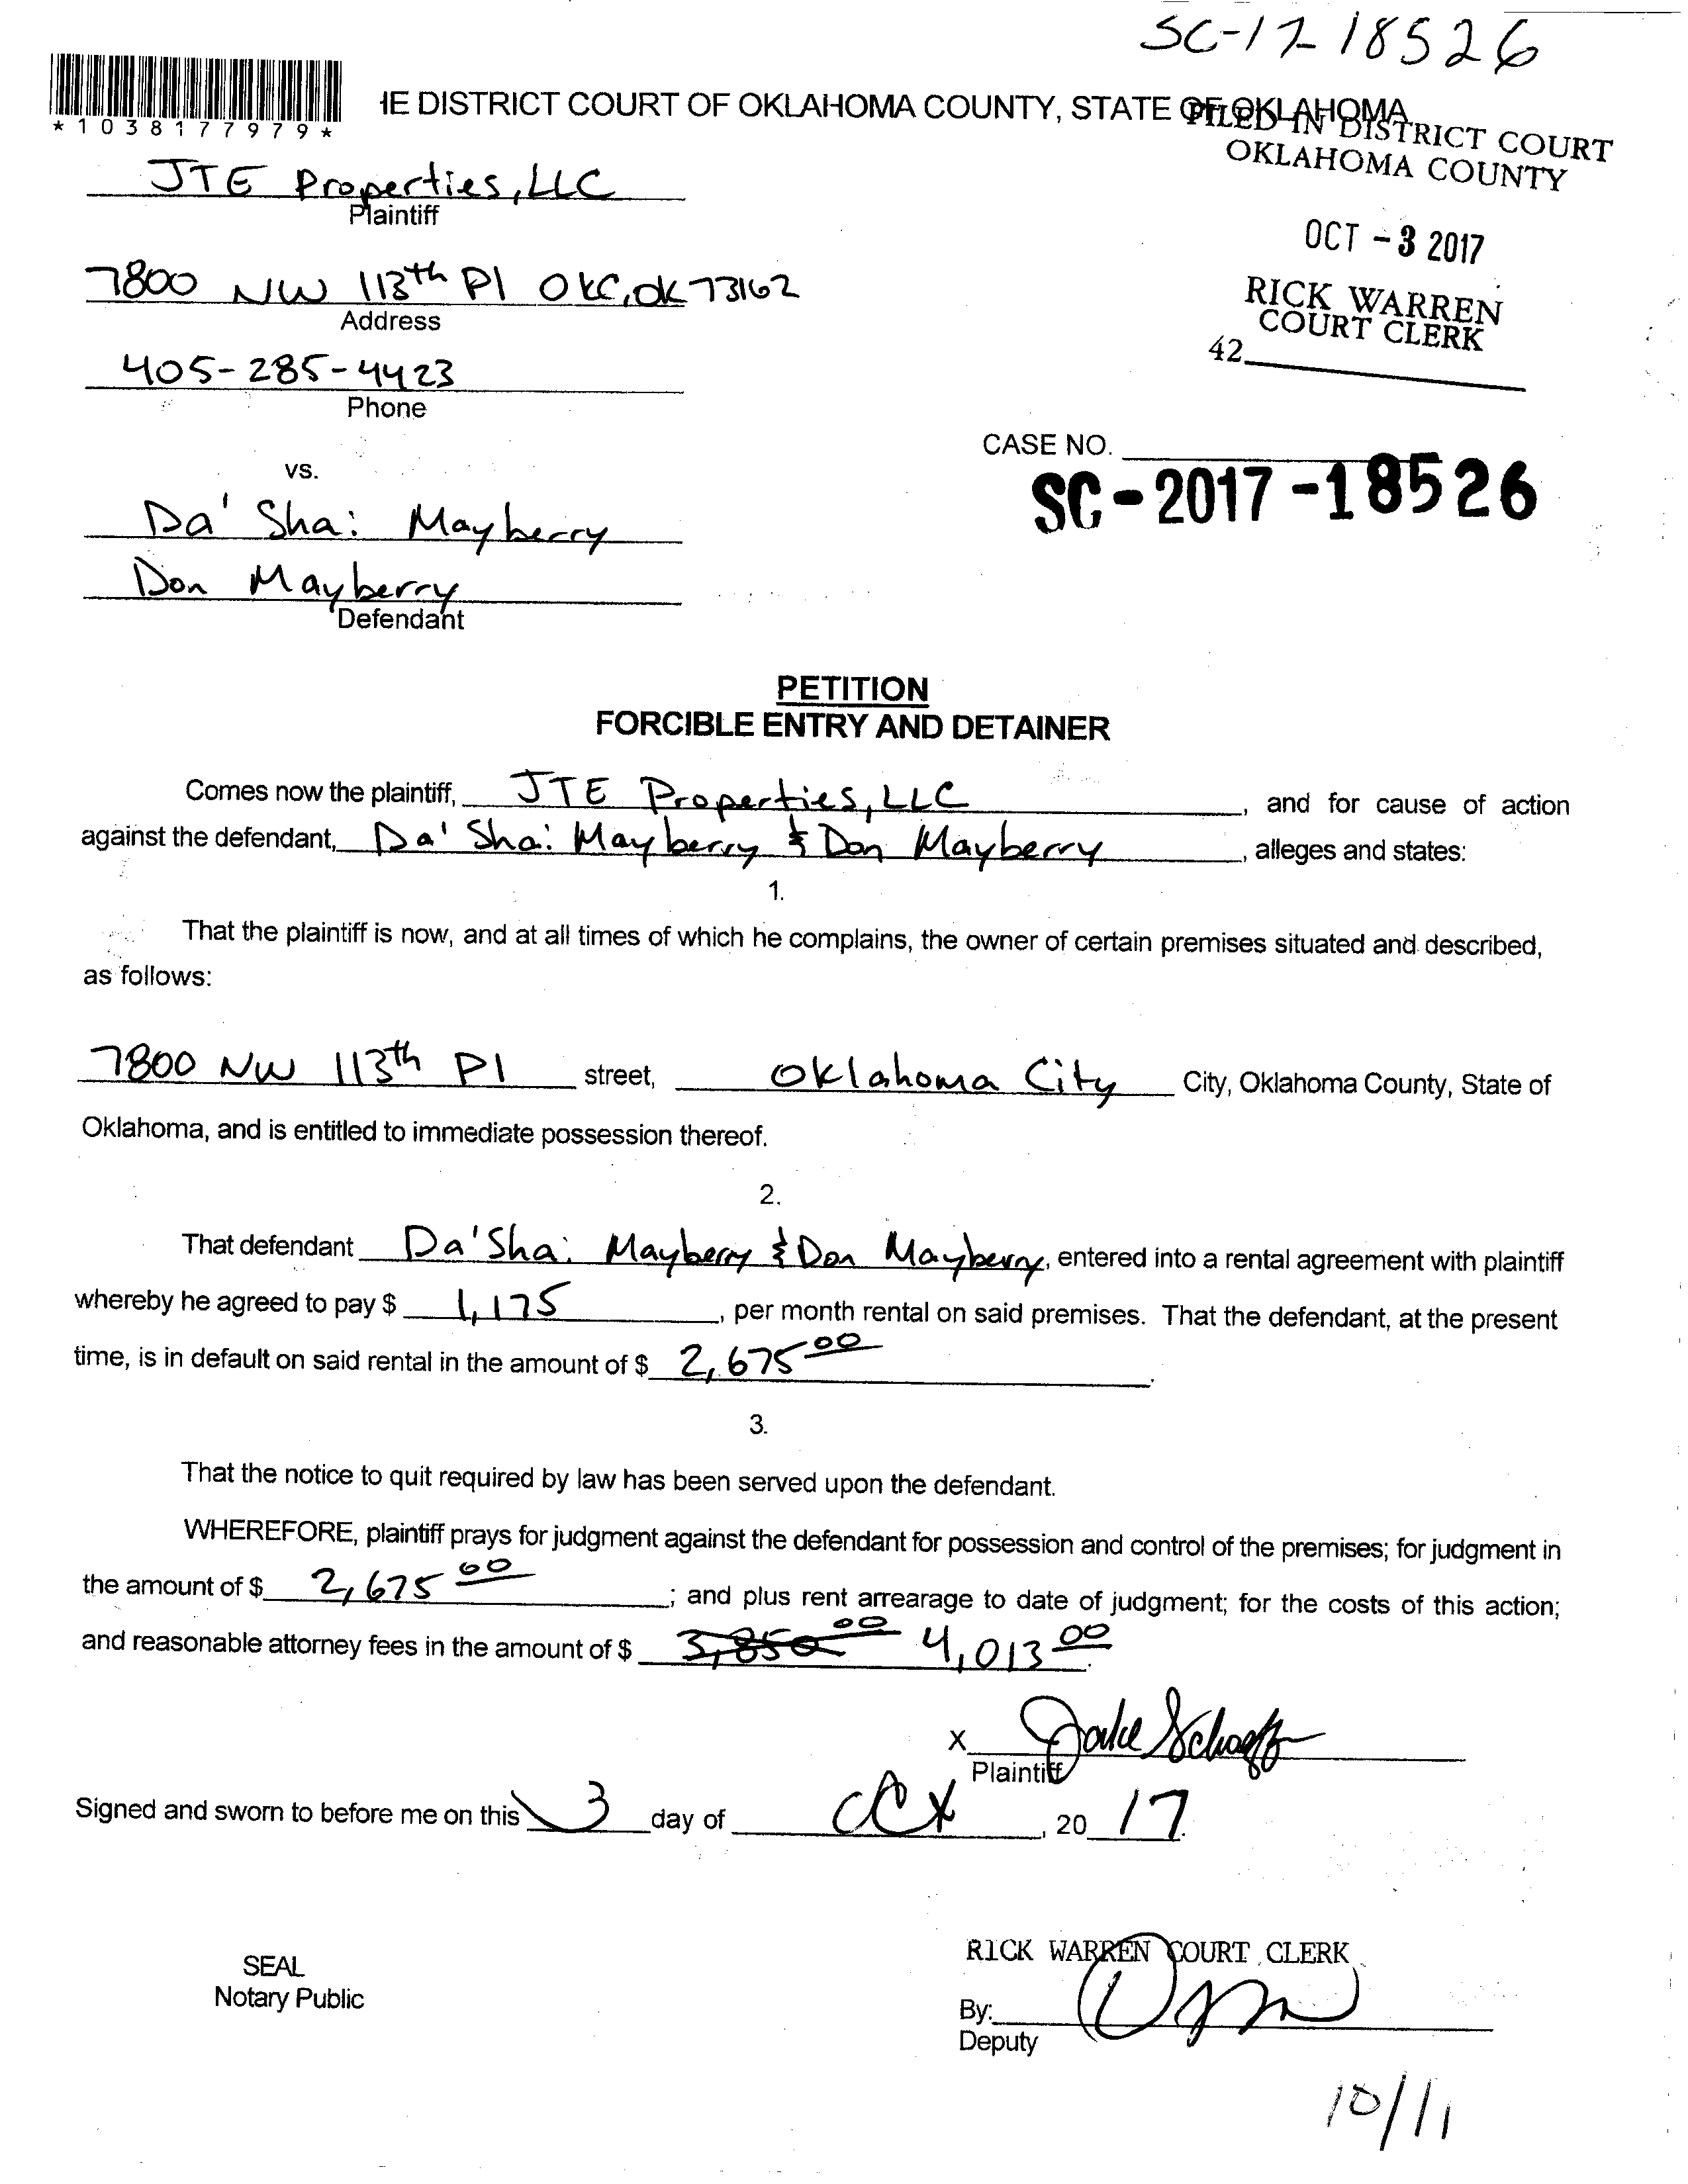 SC-17-18526
*1038177979*
HE DISTRICT COURT OF OKLAHOMA COUNTY, STATE OF OKLAHOMA
FILED IN DISTRICT COURT
OKLAHOMA COUNTY
JTE Properties, LLC
Plaintiff
OCT -3 2017
7800 NW 113th Pl OKC, OK 73162
Address
RICK WARREN
COURT CLERK
42
405-285-4423
Phone
CASE NO.
SC-2017-18526
vs.
Da'Shai Mayberry
Don Mayberry
Defendant
PETITION
FORCIBLE ENTRY AND DETAINER
Comes now the plaintiff, JTE Properties, LLC, and for cause of action
against the defendant, Da'Shai Mayberry & Don Mayberry, alleges and states:
1.
That the plaintiff is now, and at all times of which he complains, the owner of certain premises situated and described,
as follows:
7800 NW 113th Pl street, Oklahoma City City, Oklahoma County, State of
Oklahoma, and is entitled to immediate possession thereof.
2.
That defendant Da'Shai Mayberry & Don Mayberry, entered into a rental agreement with plaintiff
whereby he agreed to pay $ 1,175, per month rental on said premises. That the defendant, at the present
time, is in default on said rental in the amount of $ 2,675 00.
3.
That the notice to quit required by law has been served upon the defendant.
WHEREFORE, plaintiff prays for judgment against the defendant for possession and control of the premises; for judgment in
the amount of $ 2,675 00; and plus rent arrearage to date of judgment; for the costs of this action;
and reasonable attorney fees in the amount of $ 3,850 00 4,013 00.
X
Plaintiff
Signed and sworn to before me on this 3 day of Oct, 20 17.
RICK WARREN COURT CLERK
SEAL
Notary Public
By:
Deputy
10/11